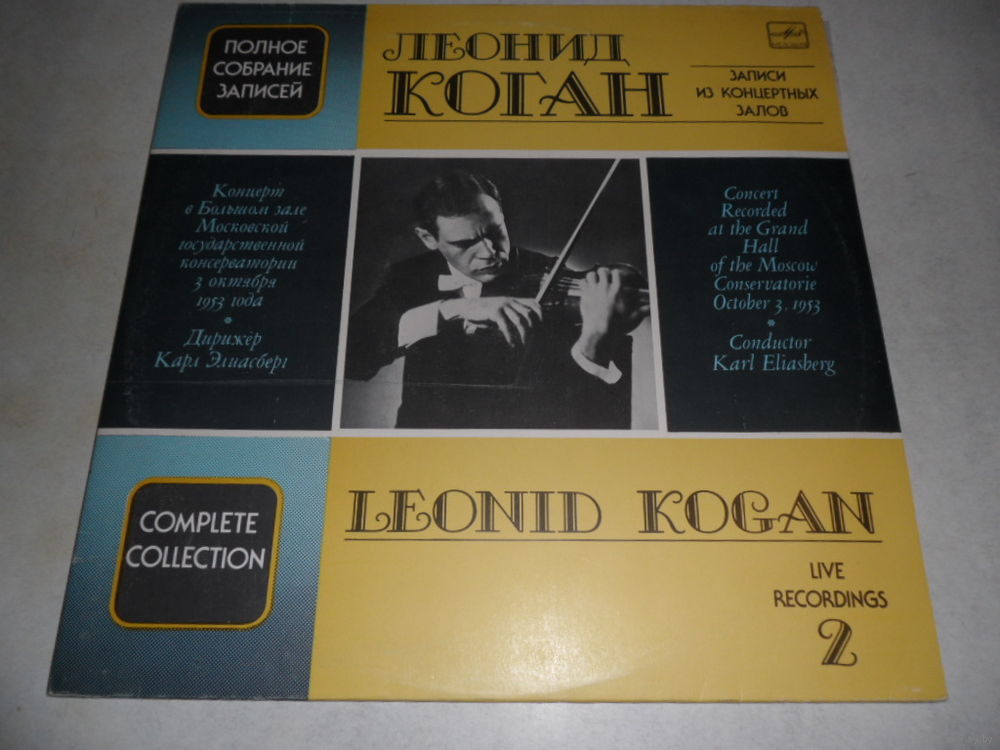 ПОЛНОЕ
СОБРАНИЕ
ЗАПИСЕЙ
ЛЕОНИД
КОГАН
ЗАПИСИ
ИЗ КОНЦЕРТНЫХ
ЗАЛОВ
Концерт
в Большом зале
Московской
государственной
консерватории
3 октября
1953 года
*
Дирижёр
Карл Элиасберг
Concert
Recorded
at the Grand
Hall
of the Moscow
Conservatorie
October 3, 1953
*
Conductor
Karl Eliasberg
COMPLETE
COLLECTION
LEONID KOGAN
LIVE
RECORDINGS
2